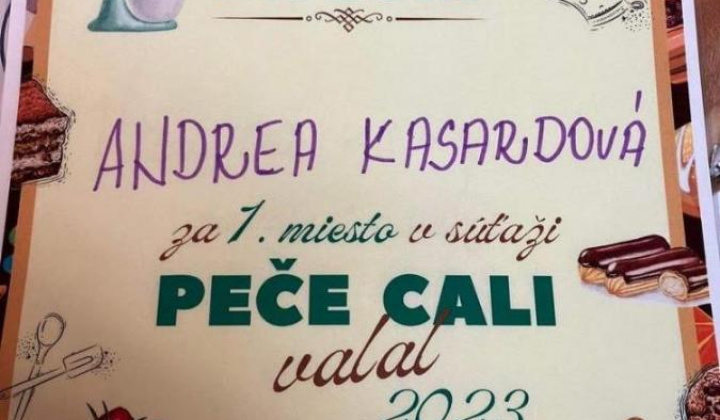 ANDREA KASARDOVÁ
za 1. miesto v súťaži
PEČE CALI
valal
2023